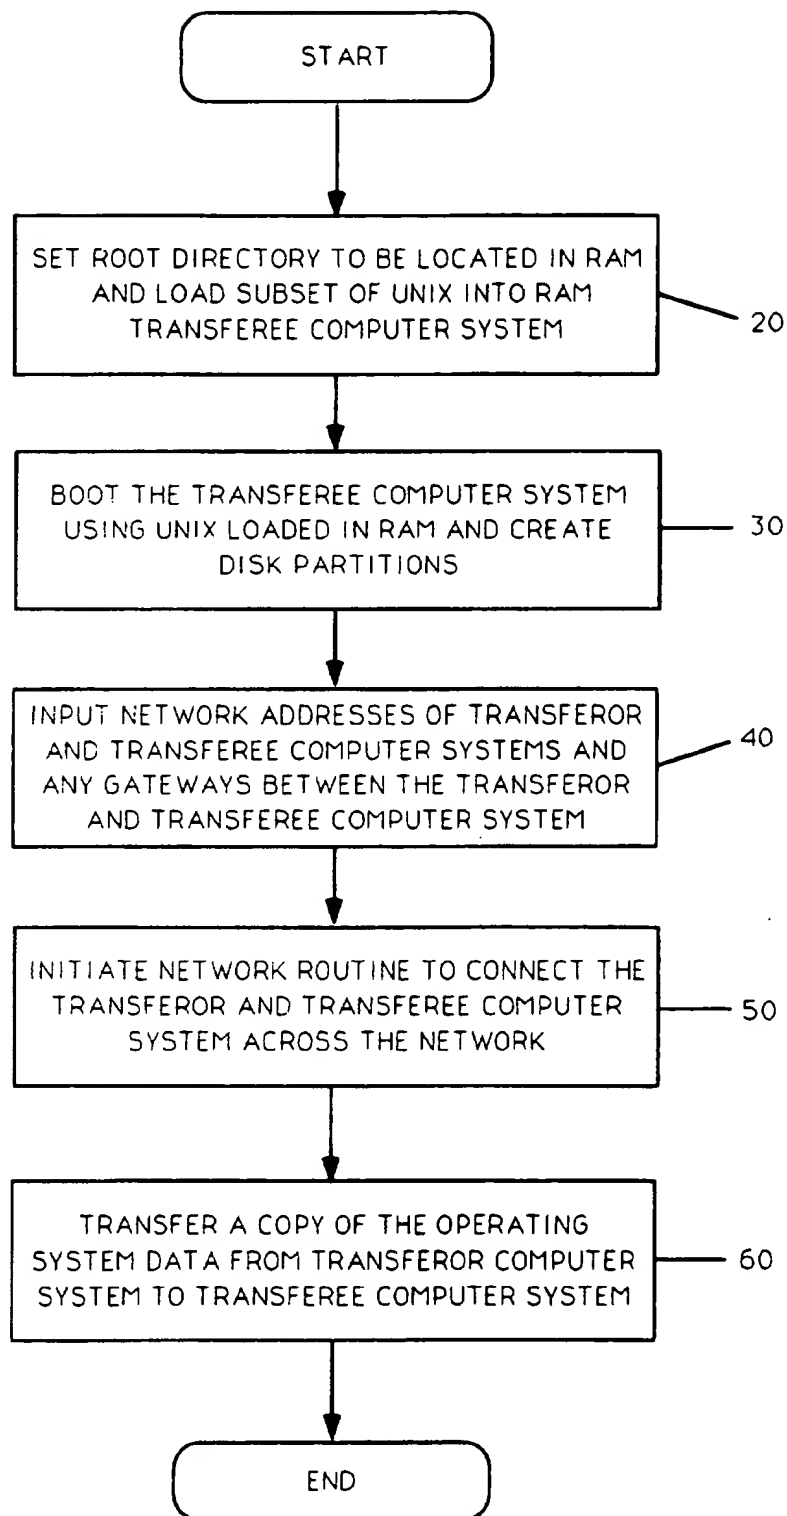 START
SET ROOT DIRECTORY TO BE LOCATED IN RAM
AND LOAD SUBSET OF UNIX INTO RAM
TRANSFEREE COMPUTER SYSTEM
20
BOOT THE TRANSFEREE COMPUTER SYSTEM
USING UNIX LOADED IN RAM AND CREATE
DISK PARTITIONS
30
INPUT NETWORK ADDRESSES OF TRANSFEROR
AND TRANSFEREE COMPUTER SYSTEMS AND
ANY GATEWAYS BETWEEN THE TRANSFEROR
AND TRANSFEREE COMPUTER SYSTEM
40
INITIATE NETWORK ROUTINE TO CONNECT THE
TRANSFEROR AND TRANSFEREE COMPUTER
SYSTEM ACROSS THE NETWORK
50
TRANSFER A COPY OF THE OPERATING
SYSTEM DATA FROM TRANSFEROR COMPUTER
SYSTEM TO TRANSFEREE COMPUTER SYSTEM
60
END